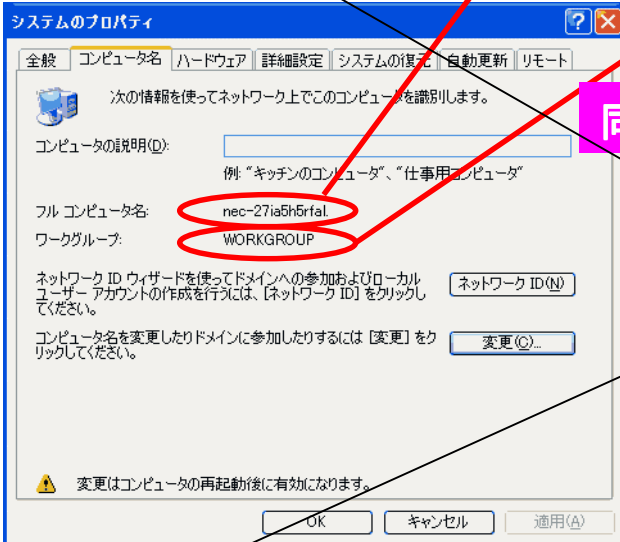 システムのプロパティ
全般 コンピュータ名 ハードウェア 詳細設定 システムの復元 自動更新 リモート
次の情報を使ってネットワーク上でこのコンピュータを識別します。
コンピュータの説明(D):
例: "キッチンのコンピュータ"、"仕事用コンピュータ"
フル コンピュータ名: nec-27ia5h5rfal.
ワークグループ: WORKGROUP
ネットワーク ID ウィザードを使ってドメインへの参加およびローカル
ユーザー アカウントの作成を行うには、[ネットワーク ID] をクリックし
てください。
ネットワーク ID(N)
コンピュータ名を変更したりドメインに参加したりするには [変更] をク
リックしてください。
変更(C)...
変更はコンピュータの再起動後に有効になります。
OK キャンセル 適用(A)